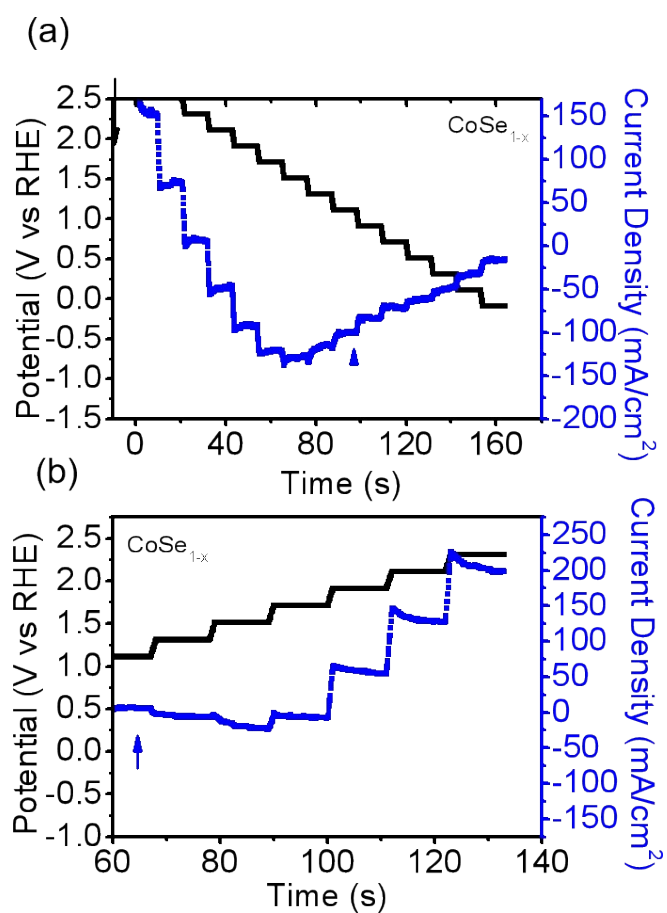 (a)
2.5
2.0
1.5
1.0
0.5
0.0
-0.5
-1.0
-1.5
Potential (V vs RHE)
CoSe1-x
150
100
50
0
-50
-100
-150
-200
Current Density (mA/cm²)
0 40 80 120 160
Time (s)
(b)
2.5
2.0
1.5
1.0
0.5
0.0
-0.5
-1.0
Potential (V vs RHE)
CoSe1-x
250
200
150
100
50
0
-50
-100
-150
Current Density (mA/cm²)
60 80 100 120 140
Time (s)